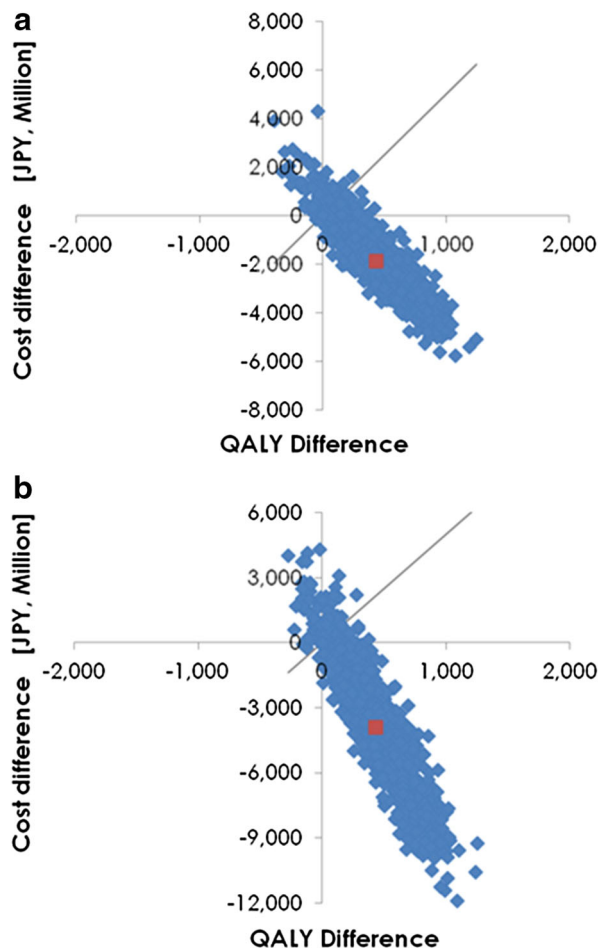 a
Cost difference [JPY, Million]
8,000
6,000
4,000
2,000
0
-2,000 -1,000 0 1,000 2,000
-2,000
-4,000
-6,000
-8,000
QALY Difference
b
Cost difference [JPY, Million]
6,000
3,000
0
-2,000 -1,000 0 1,000 2,000
-3,000
-6,000
-9,000
-12,000
QALY Difference